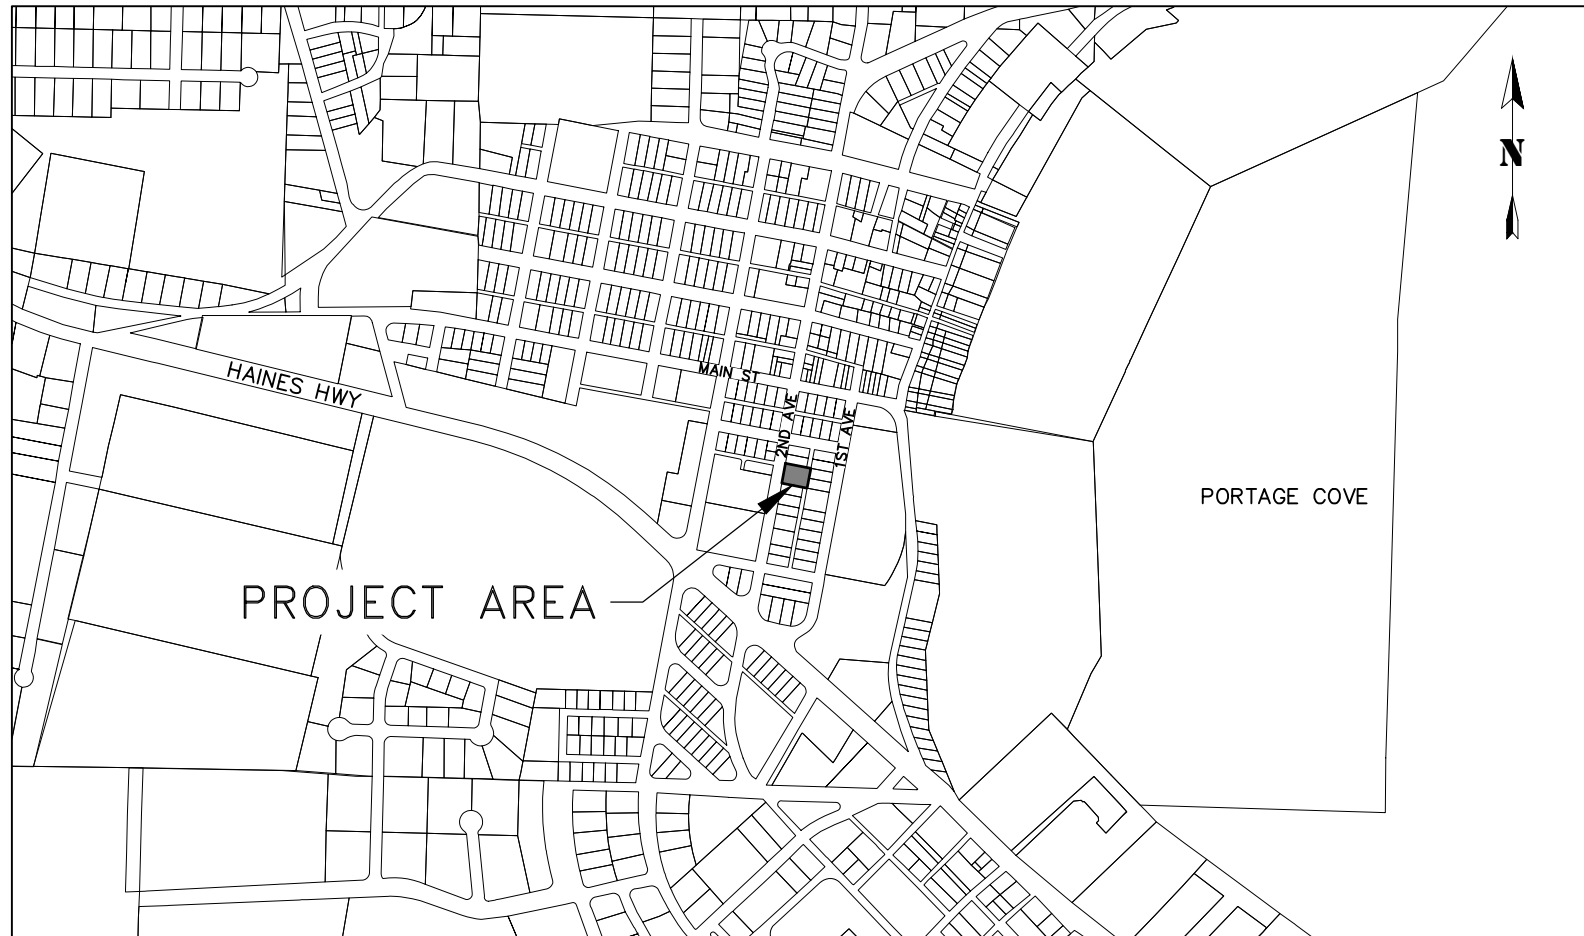 N
HAINES HWY
MAIN ST
2ND AVE
1ST AVE
PORTAGE COVE
PROJECT AREA